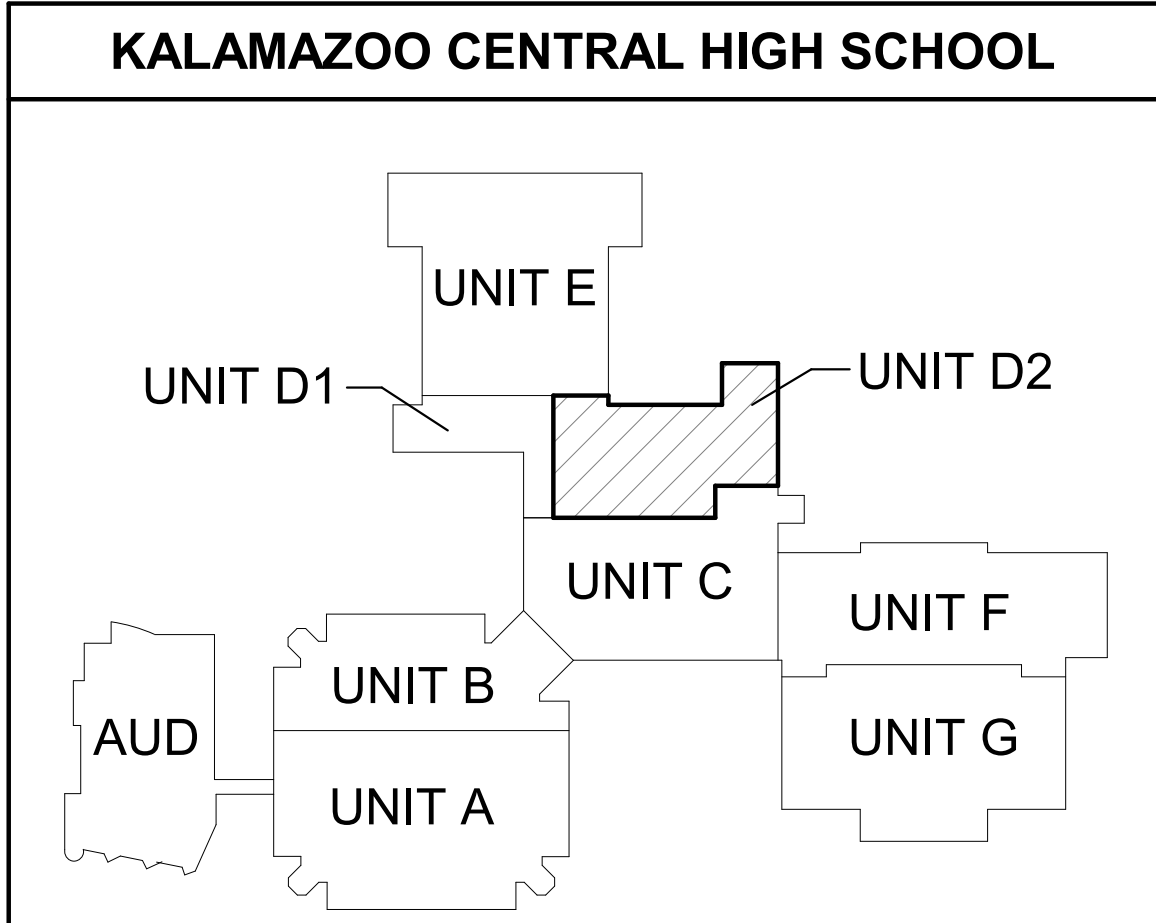 KALAMAZOO CENTRAL HIGH SCHOOL
UNIT E
UNIT D1
UNIT D2
UNIT C
UNIT F
UNIT B
AUD
UNIT G
UNIT A